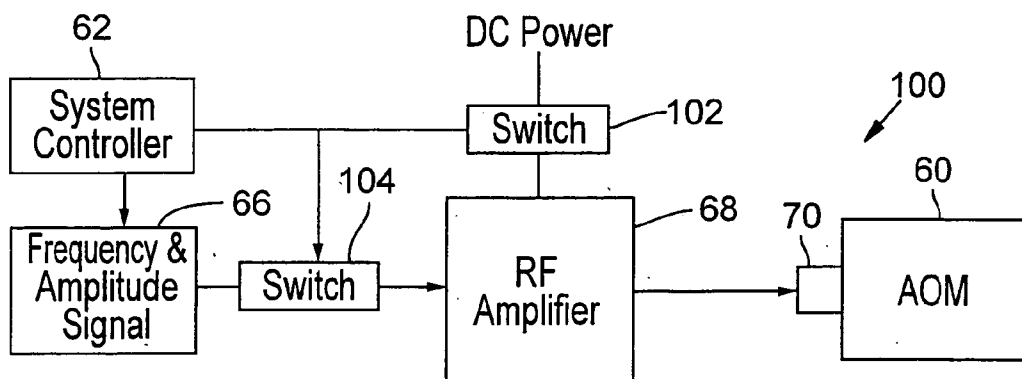 DC Power
62
System
Controller
Switch
102
100
104
66
Frequency &
Amplitude
Signal
Switch
RF
Amplifier
68
70
60
AOM